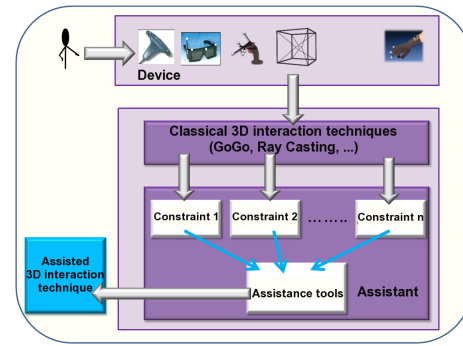 Device
Classical 3D interaction techniques
(GoGo, Ray Casting, ...)
Constraint 1
Constraint 2
........
Constraint n
Assisted
3D interaction
technique
Assistance tools
Assistant